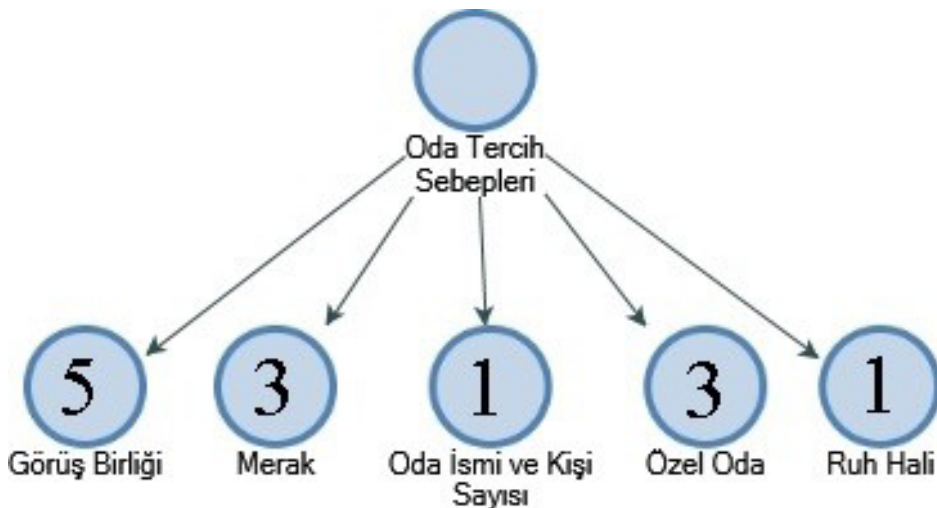 Oda Tercih
Sebepleri
5
3
1
3
1
Görüş Birliği
Merak
Oda İsmi ve Kişi
Sayısı
Özel Oda
Ruh Hali